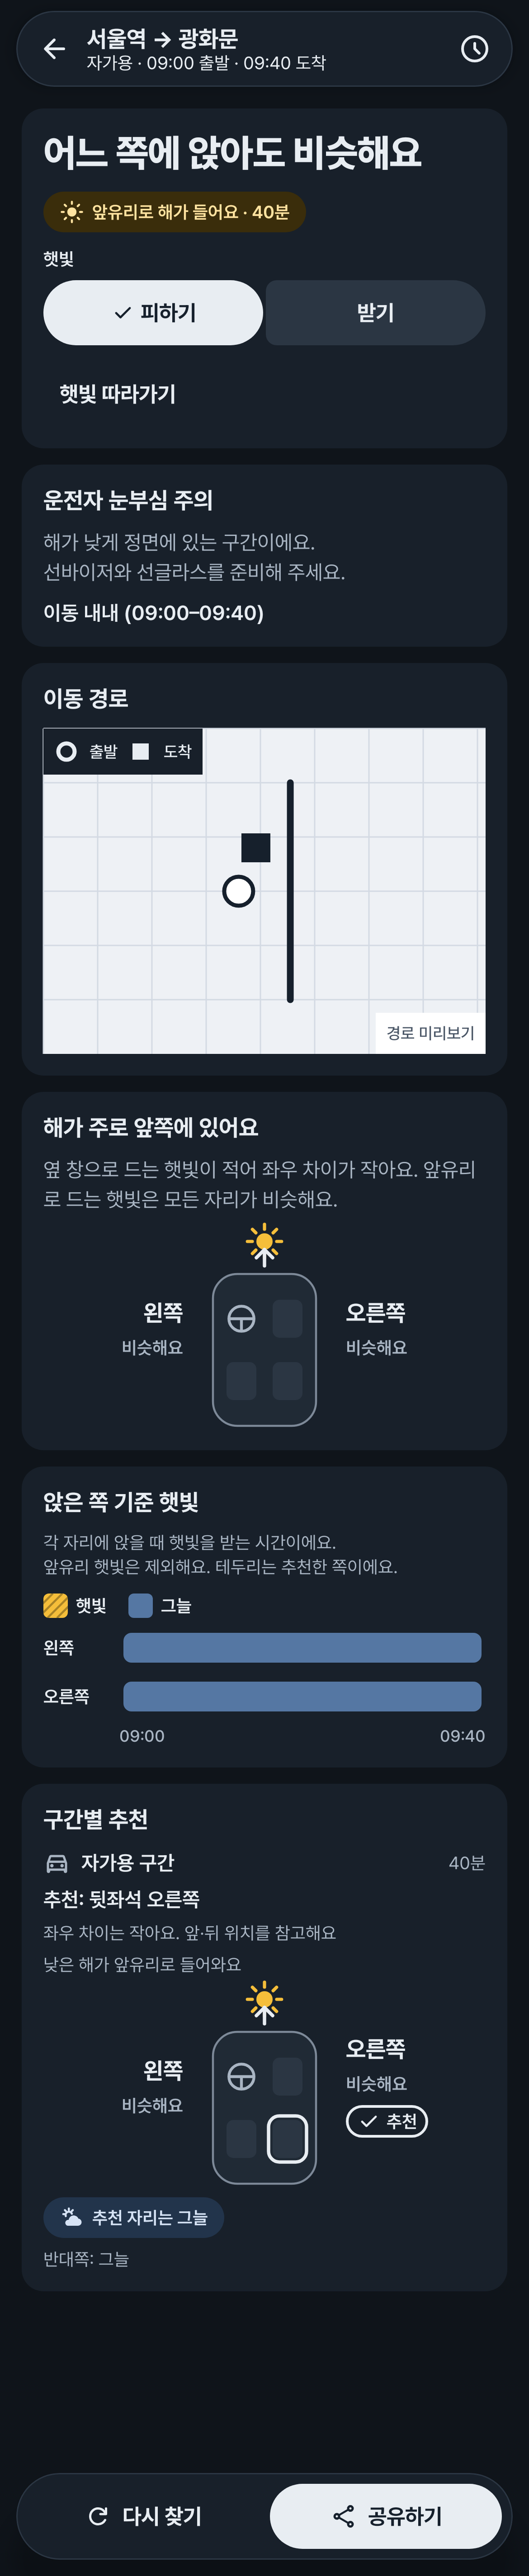 서울역 → 광화문
자가용 · 09:00 출발 · 09:40 도착
어느 쪽에 앉아도 비슷해요
앞유리로 해가 들어요 · 40분
햇빛
피하기
받기
햇빛 따라가기
운전자 눈부심 주의
해가 낮게 정면에 있는 구간이에요.
선바이저와 선글라스를 준비해 주세요.
이동 내내 (09:00–09:40)
이동 경로
출발 도착
경로 미리보기
해가 주로 앞쪽에 있어요
옆 창으로 드는 햇빛이 적어 좌우 차이가 작아요. 앞유리
로 드는 햇빛은 모든 자리가 비슷해요.
왼쪽
비슷해요
오른쪽
비슷해요
앉은 쪽 기준 햇빛
각 자리에 앉을 때 햇빛을 받는 시간이에요.
앞유리 햇빛은 제외해요. 테두리는 추천한 쪽이에요.
햇빛 그늘
왼쪽
오른쪽
09:00 09:40
구간별 추천
자가용 구간 40분
추천: 뒷좌석 오른쪽
좌우 차이는 작아요. 앞·뒤 위치를 참고해요
낮은 해가 앞유리로 들어와요
왼쪽
비슷해요
오른쪽
비슷해요
추천
추천 자리는 그늘
반대쪽: 그늘
다시 찾기
공유하기